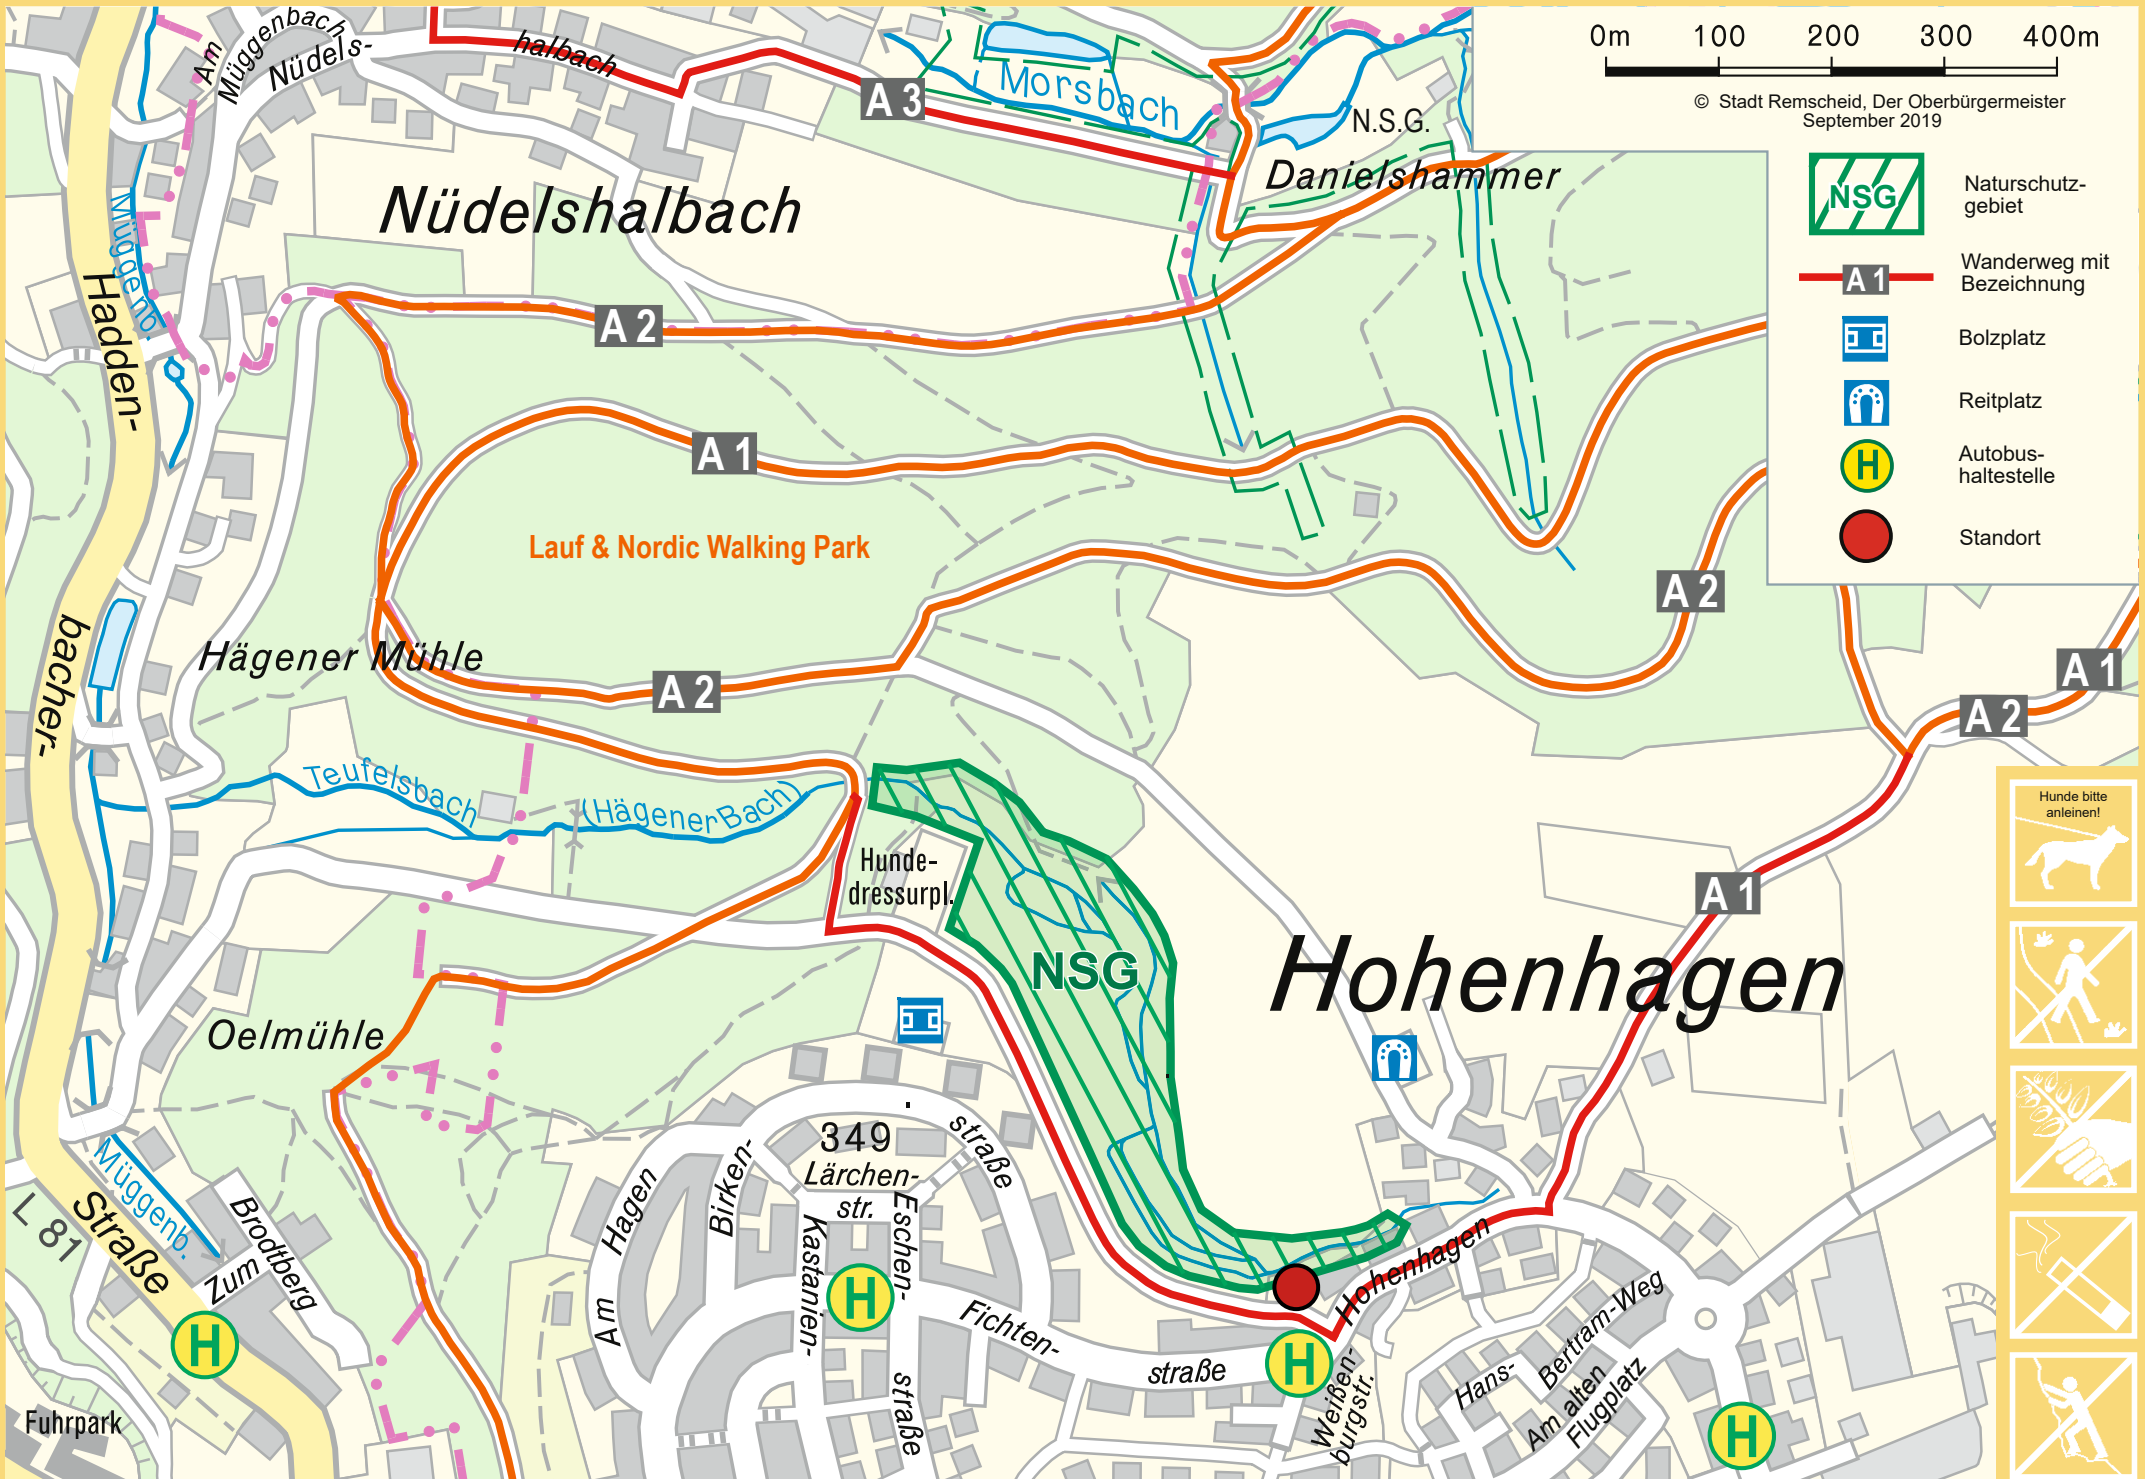 0m 100 200 300 400m
© Stadt Remscheid, Der Oberbürgermeister
September 2019
NSG
Naturschutz-
gebiet
A 1
Wanderweg mit
Bezeichnung
Bolzplatz
Reitplatz
H
Autobus-
haltestelle
Standort
Am
Müggenbach
Nüdels-
halbach
A 3
Morsbach
N.S.G.
Danielshammer
Nüdelshalbach
Müggenb.
Hadden-
A 2
A 1
Lauf & Nordic Walking Park
A 2
bacher-
Hägener Mühle
A 2
A 1
A 2
Teufelsbach
(Hägener Bach)
Hunde-
dressurpl.
A 1
Hunde bitte
anleinen!
NSG
Hohenhagen
Oelmühle
349
Lärchen-
str.
Birken-
straße
Am Hagen
Kastanien-
Eschen-
straße
Müggenb.
L 81
Straße
Zum
Brodtberg
H
H
Fichten-
straße
H
Hohenhagen
Weißen-
burgstr.
Hans-
Bertram-Weg
Am alten
Flugplatz
H
Fuhrpark